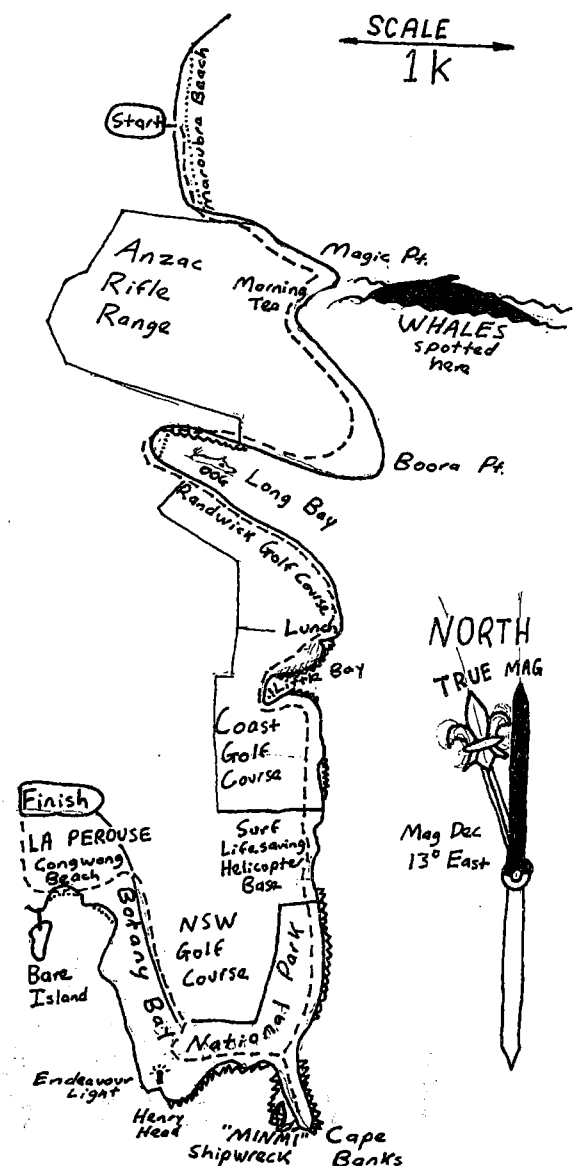 SCALE
1K
Start
Maroubra Beach
Anzac
Rifle
Range
Magic Pt.
Morning
Tea
WHALES
spotted
here
Boora Pt.
Long Bay
Randwick Golf Course
Lunch
Little Bay
Coast
Golf
Course
NORTH
TRUE MAG
Mag Dec
13° East
Finish
LA PEROUSE
Congwong
Beach
Surf
Lifesaving
Helicopter
Base
Botany Bay
National Park
NSW
Golf
Course
Bare
Island
Endeavour
Light
Henry
Head
"MINMI"
Shipwreck
Cape
Banks